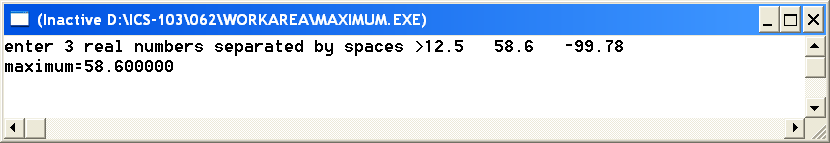 (Inactive D:\ICS-103\062\WORKAREA\MAXIMUM.EXE)
enter 3 real numbers separated by spaces >12.5   58.6   -99.78
maximum=58.600000